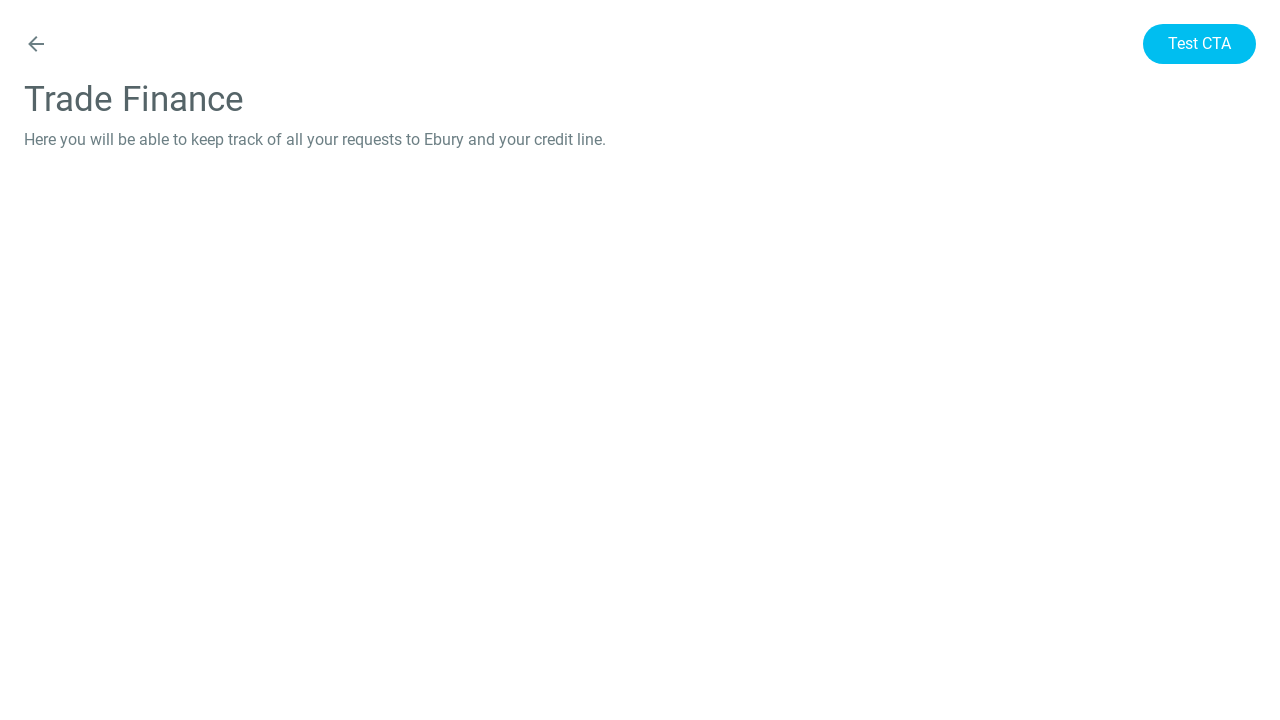 Test CTA
Trade Finance
Here you will be able to keep track of all your requests to Ebury and your credit line.